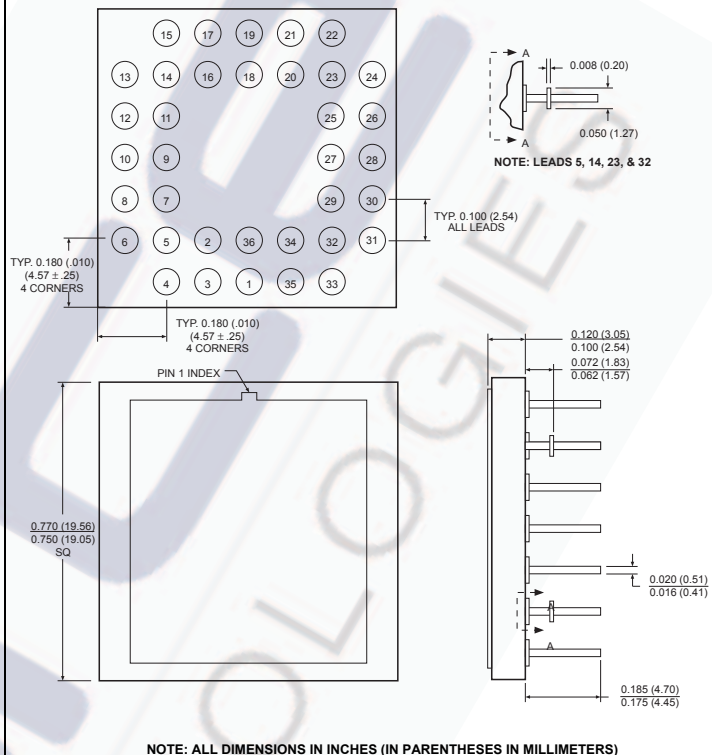 15 17 19 21 22
13 14 16 18 20 23 24
12 11 25 26
10 9 27 28
8 7 29 30
6 5 2 36 34 32 31
4 3 1 35 33
TYP. 0.100 (2.54)
ALL LEADS
TYP. 0.180 (.010)
(4.57 ± .25)
4 CORNERS
TYP. 0.180 (.010)
(4.57 ± .25)
4 CORNERS
A
0.008 (0.20)
0.050 (1.27)
A
NOTE: LEADS 5, 14, 23, & 32
PIN 1 INDEX
0.770 (19.56)
0.750 (19.05)
SQ
0.120 (3.05)
0.100 (2.54)
0.072 (1.83)
0.062 (1.57)
0.020 (0.51)
0.016 (0.41)
A
A
0.185 (4.70)
0.175 (4.45)
NOTE: ALL DIMENSIONS IN INCHES (IN PARENTHESES IN MILLIMETERS)
OLOGIES